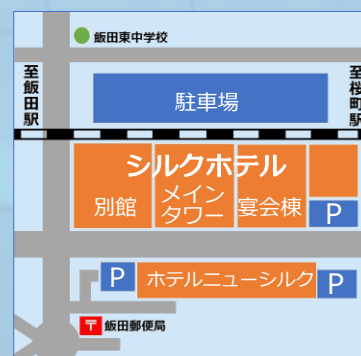 飯田東中学校
至飯田駅
至桜町駅
駐車場
シルクホテル
別館
メイン
タワー
宴会棟
P
P
ホテルニューシルク
P
〒
飯田郵便局